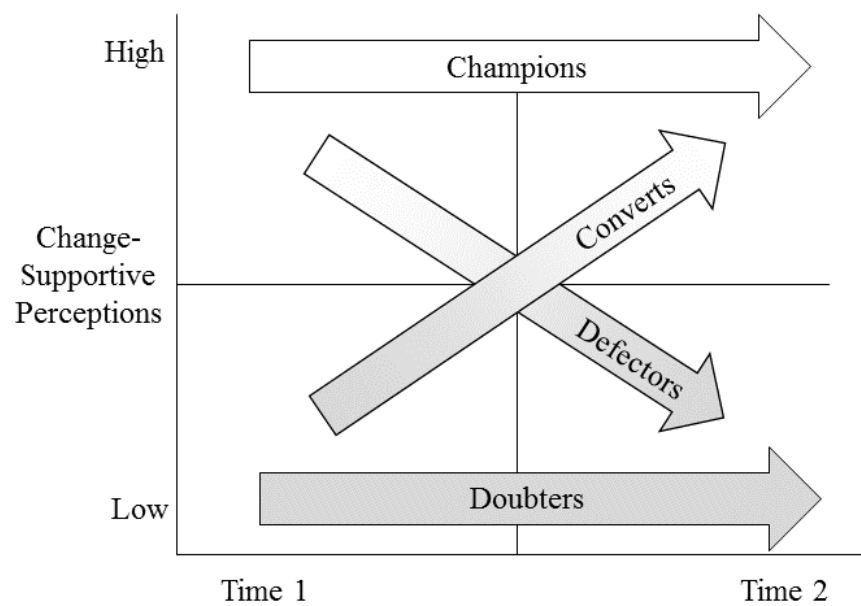 High
Champions
Converts
Change-
Supportive
Perceptions
Defectors
Doubters
Low
Time 1
Time 2